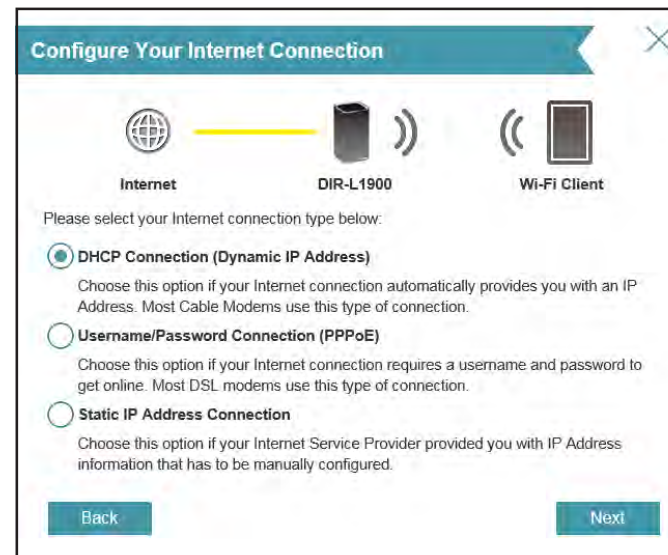 Configure Your Internet Connection
Internet
DIR-L1900
Wi-Fi Client
Please select your Internet connection type below:
DHCP Connection (Dynamic IP Address)
Choose this option if your Internet connection automatically provides you with an IP
Address. Most Cable Modems use this type of connection.
Username/Password Connection (PPPoE)
Choose this option if your Internet connection requires a username and password to
get online. Most DSL modems use this type of connection.
Static IP Address Connection
Choose this option if your Internet Service Provider provided you with IP Address
information that has to be manually configured.
Back
Next